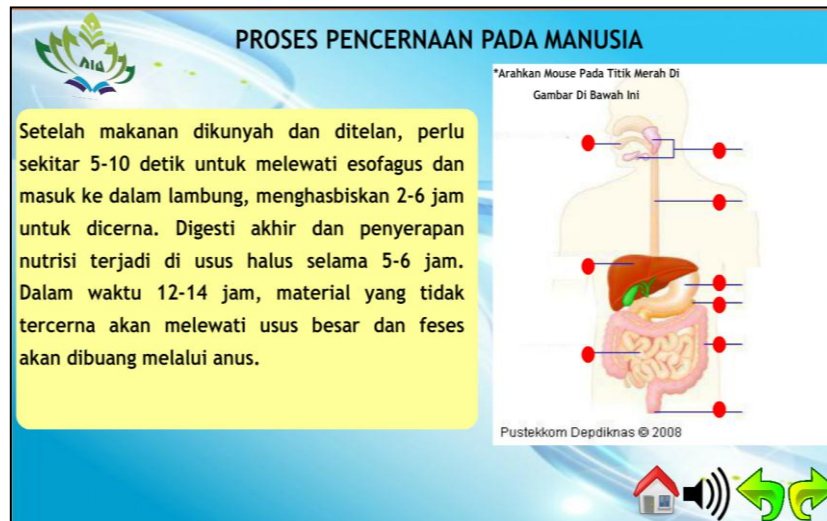 PROSES PENCERNAAN PADA MANUSIA
*Arahkan Mouse Pada Titik Merah Di
Gambar Di Bawah Ini
Setelah makanan dikunyah dan ditelan, perlu
sekitar 5-10 detik untuk melewati esofagus dan
masuk ke dalam lambung, menghasbiskan 2-6 jam
untuk dicerna. Digesti akhir dan penyerapan
nutrisi terjadi di usus halus selama 5-6 jam.
Dalam waktu 12-14 jam, material yang tidak
tercerna akan melewati usus besar dan feses
akan dibuang melalui anus.
Pustekkom Depdiknas © 2008